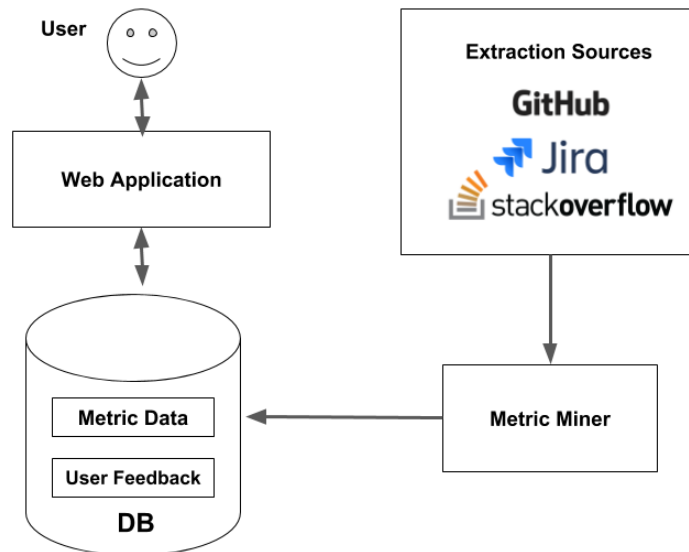 User
Web Application
Extraction Sources
GitHub
Jira
stackoverflow
Metric Data
User Feedback
DB
Metric Miner